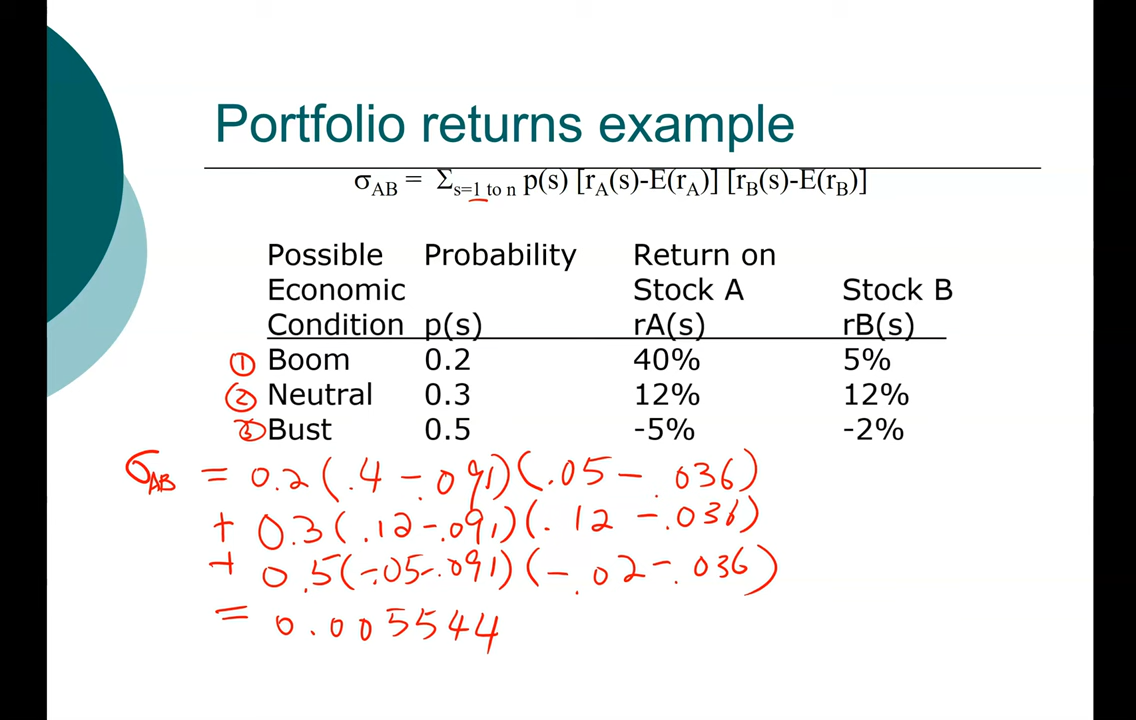 Portfolio returns example
σAB = Σs=1 to n p(s) [rA(s)-E(rA)] [rB(s)-E(rB)]
Possible Probability Return on
Economic Stock A Stock B
Condition p(s) rA(s) rB(s)
① Boom 0.2 40% 5%
② Neutral 0.3 12% 12%
③ Bust 0.5 -5% -2%
σAB = 0.2(.4 - .091)(.05 - .036)
+ 0.3(.12 - .091)(.12 - .036)
+ 0.5(-.05 - .091)(-.02 - .036)
= 0.005544